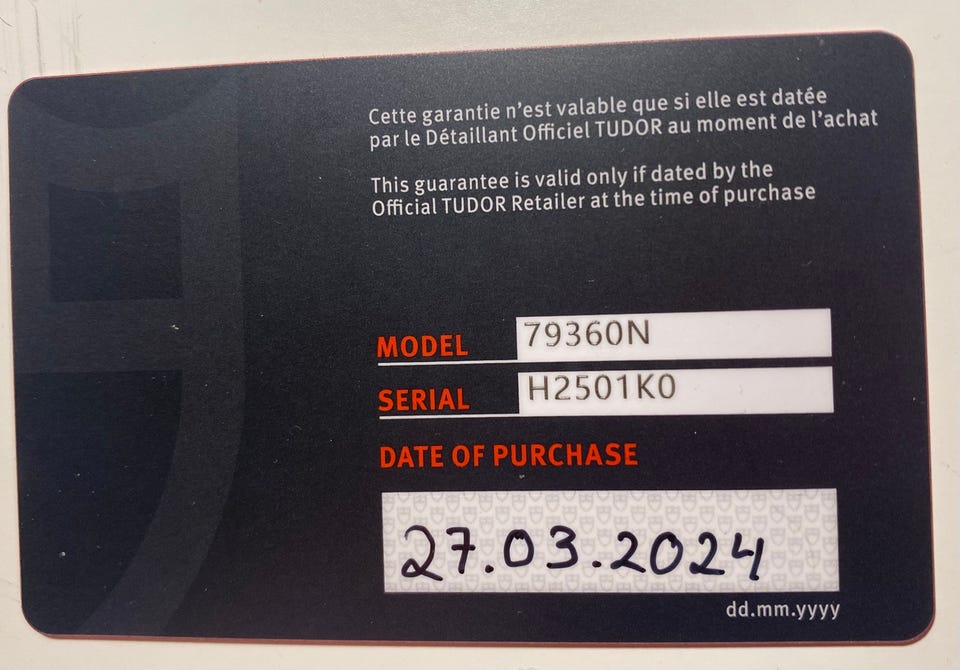 Cette garantie n'est valable que si elle est datée
par le Détaillant Officiel TUDOR au moment de l'achat
This guarantee is valid only if dated by the
Official TUDOR Retailer at the time of purchase
MODEL 79360N
SERIAL H2501K0
DATE OF PURCHASE
27.03.2024
dd.mm.yyyy